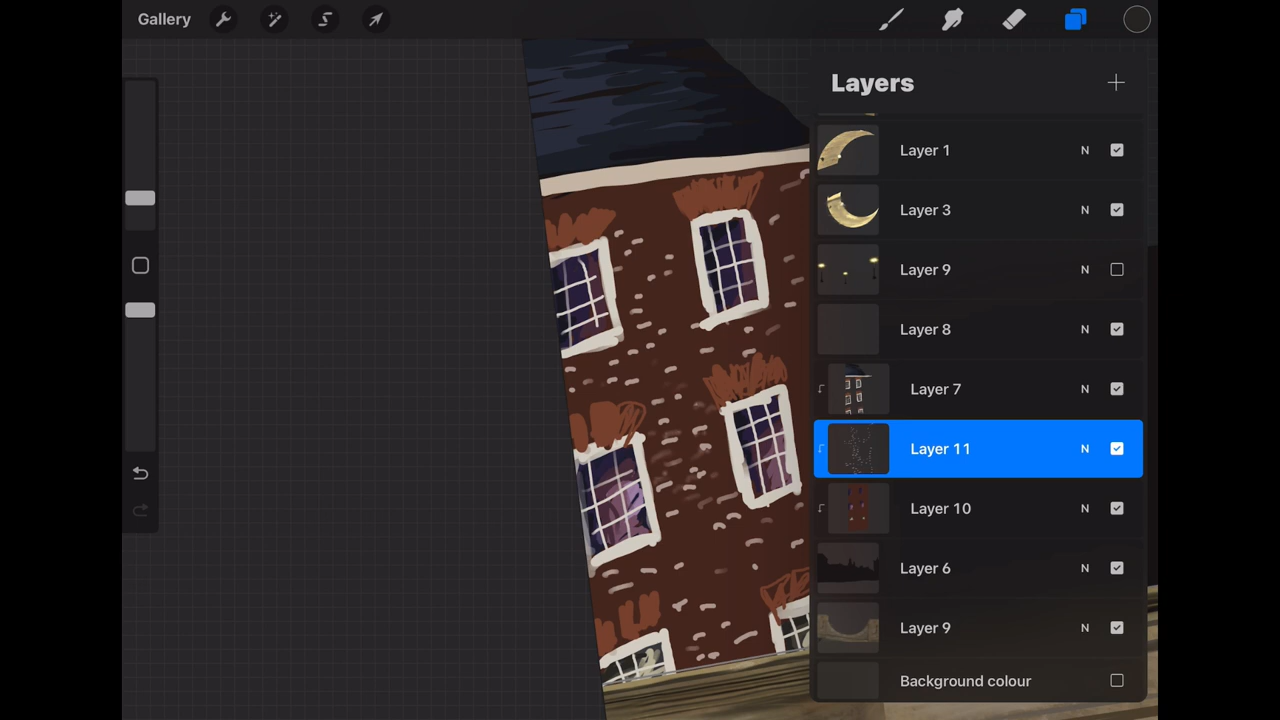 Gallery
Layers
Layer 1 N
Layer 3 N
Layer 9 N
Layer 8 N
Layer 7 N
Layer 11 N
Layer 10 N
Layer 6 N
Layer 9 N
Background colour